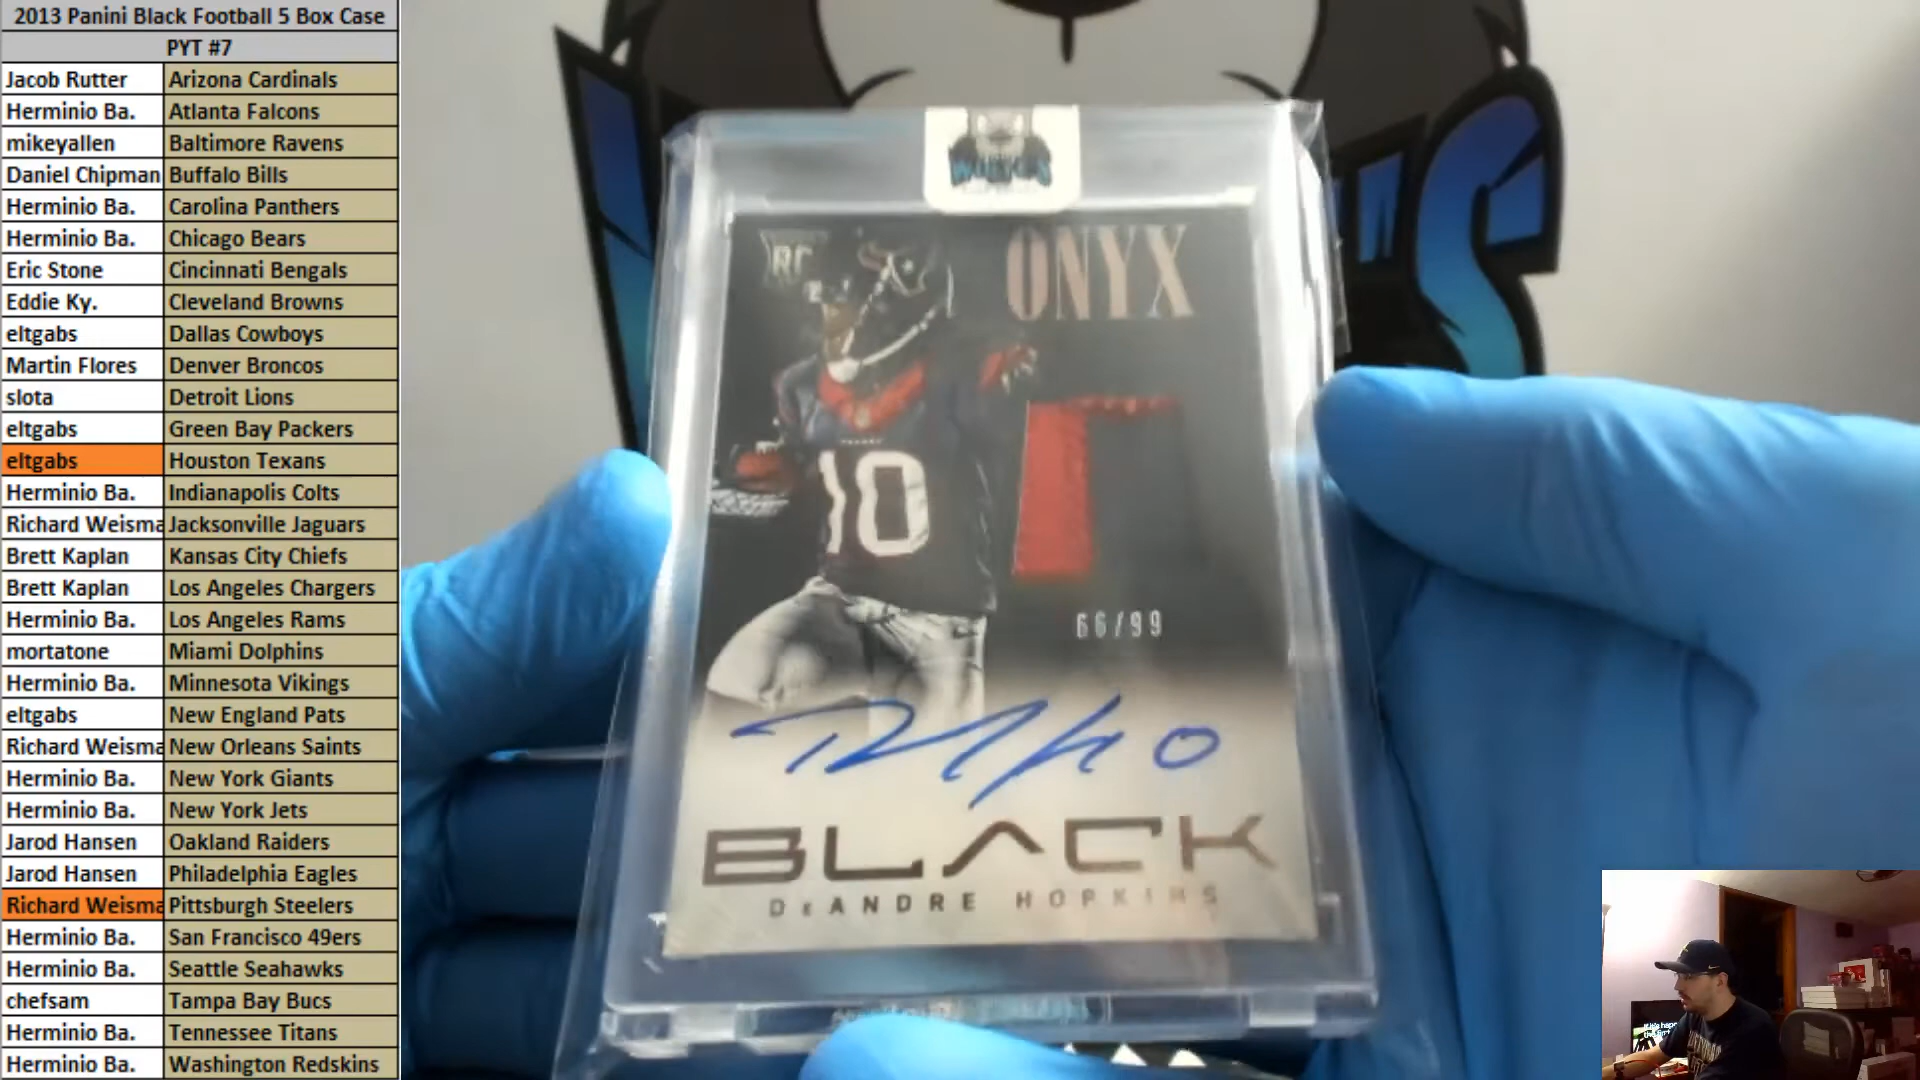 2013 Panini Black Football 5 Box Case
PYT #7
Jacob Rutter Arizona Cardinals
Herminio Ba. Atlanta Falcons
mikeyallen Baltimore Ravens
Daniel Chipman Buffalo Bills
Herminio Ba. Carolina Panthers
Herminio Ba. Chicago Bears
Eric Stone Cincinnati Bengals
Eddie Ky. Cleveland Browns
eltgabs Dallas Cowboys
Martin Flores Denver Broncos
slota Detroit Lions
eltgabs Green Bay Packers
eltgabs Houston Texans
Herminio Ba. Indianapolis Colts
Richard Weisma Jacksonville Jaguars
Brett Kaplan Kansas City Chiefs
Brett Kaplan Los Angeles Chargers
Herminio Ba. Los Angeles Rams
mortatone Miami Dolphins
Herminio Ba. Minnesota Vikings
eltgabs New England Pats
Richard Weisma New Orleans Saints
Herminio Ba. New York Giants
Herminio Ba. New York Jets
Jarod Hansen Oakland Raiders
Jarod Hansen Philadelphia Eagles
Richard Weisma Pittsburgh Steelers
Herminio Ba. San Francisco 49ers
Herminio Ba. Seattle Seahawks
chefsam Tampa Bay Bucs
Herminio Ba. Tennessee Titans
Herminio Ba. Washington Redskins
RC
ONYX
10
66/99
BLACK
DeANDRE HOPKINS